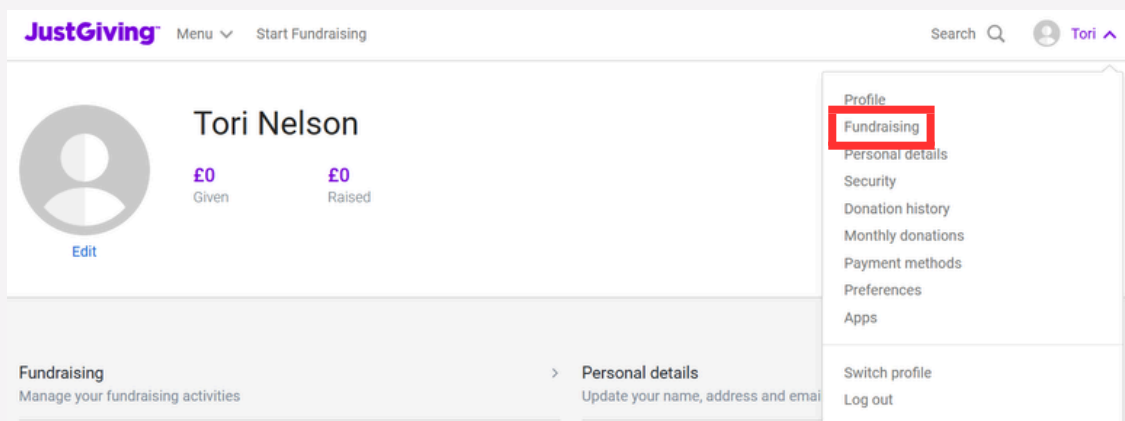 JustGiving™ Menu Start Fundraising Search Tori
Tori Nelson
£0 £0
Given Raised
Edit
Profile
Fundraising
Personal details
Security
Donation history
Monthly donations
Payment methods
Preferences
Apps
Switch profile
Log out
Fundraising
Manage your fundraising activities
Personal details
Update your name, address and emai